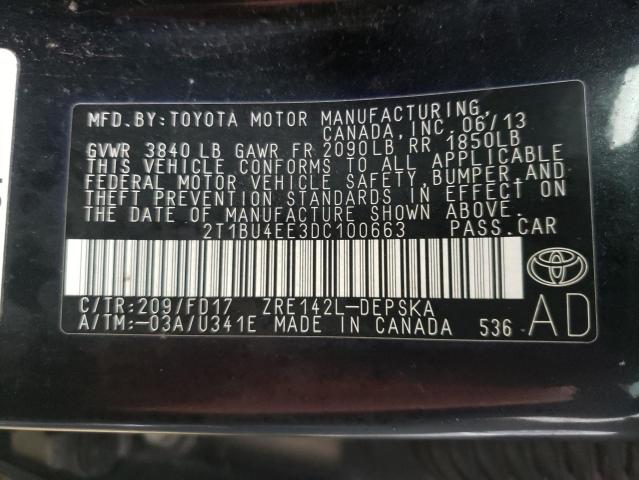 MFD.BY:TOYOTA MOTOR MANUFACTURING,
CANADA, INC. 06/13
GVWR 3840 LB GAWR FR 2090LB RR 1850LB
THIS VEHICLE CONFORMS TO ALL APPLICABLE
FEDERAL MOTOR VEHICLE SAFETY, BUMPER, AND
THEFT PREVENTION STANDARDS IN EFFECT ON
THE DATE OF MANUFACTURE SHOWN ABOVE.
2T1BU4EE3DC100663 PASS.CAR
C/TR:209/FD17 ZRE142L-DEPSKA
A/TM:-03A/U341E MADE IN CANADA 536 AD